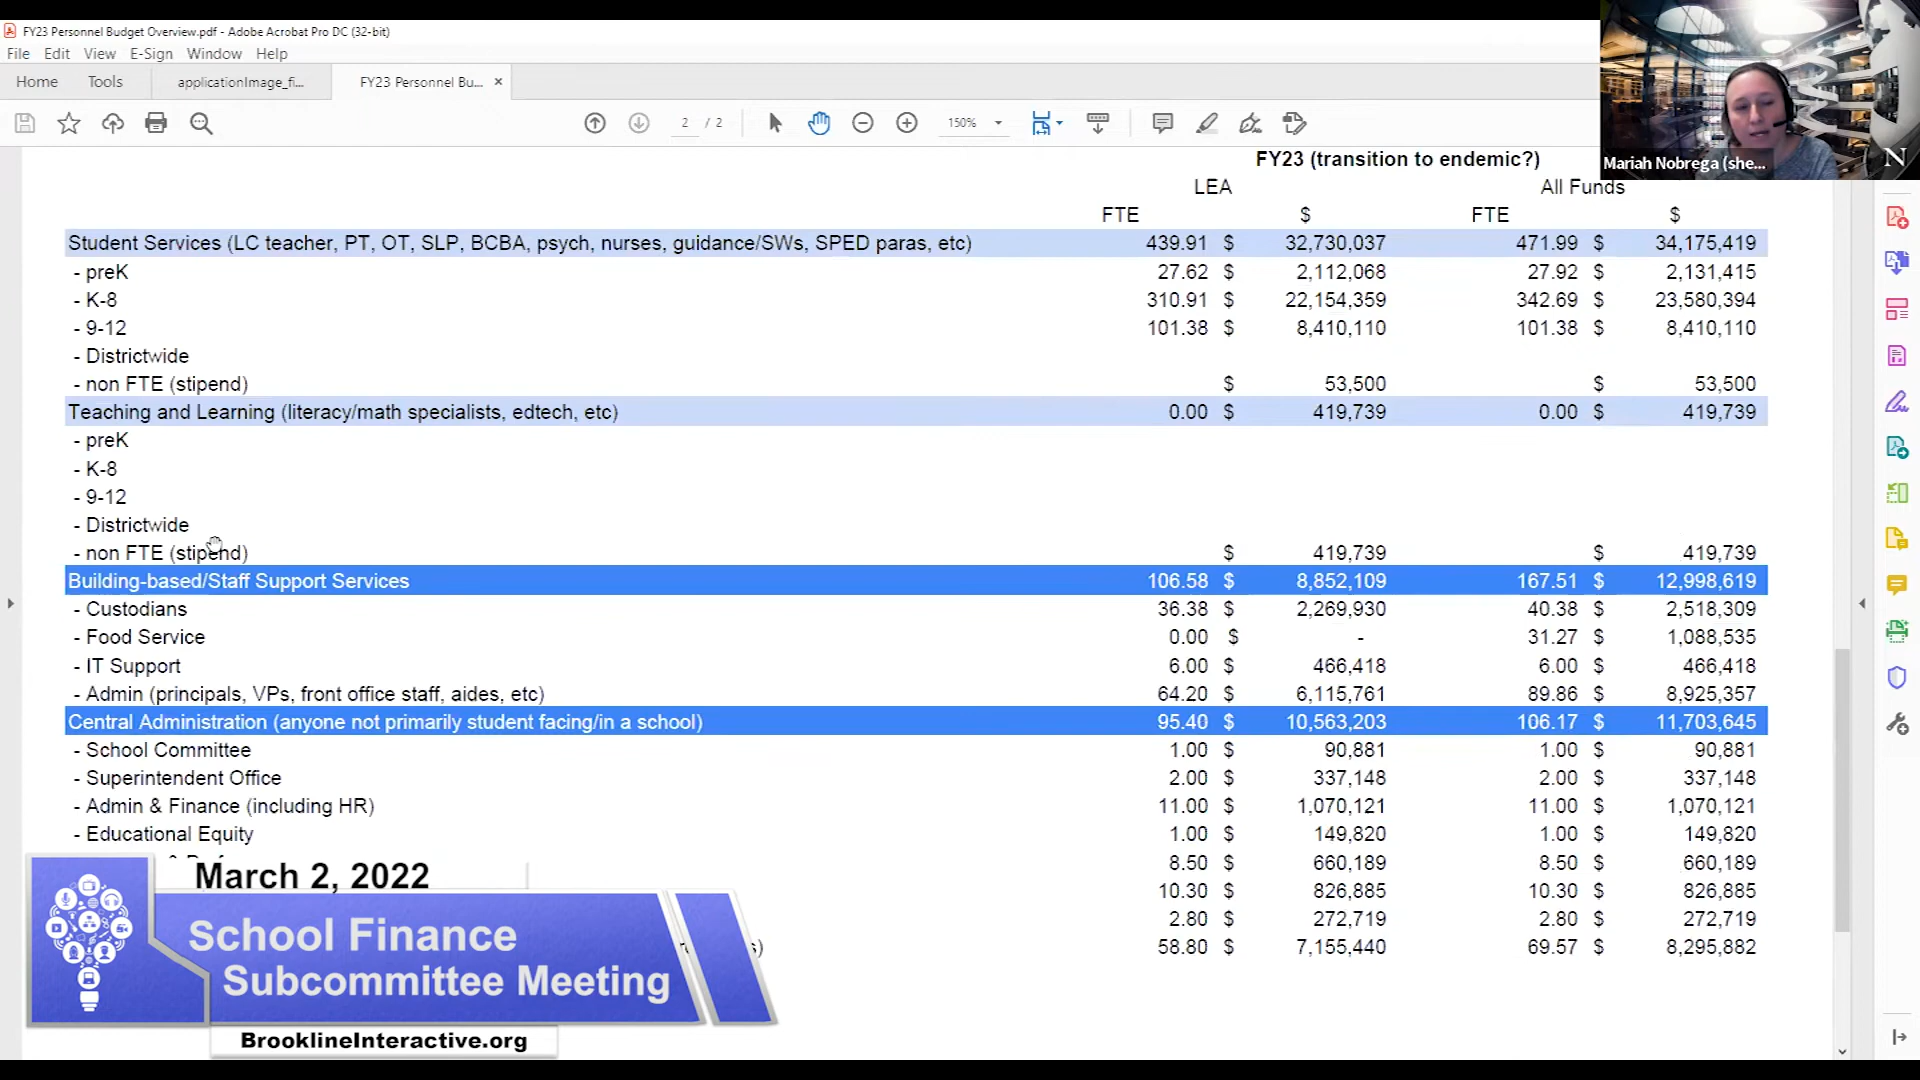 FY23 Personnel Budget Overview.pdf - Adobe Acrobat Pro DC (32-bit)
File Edit View E-Sign Window Help
Home Tools applicationImage_fi... FY23 Personnel Bu... ×
2 / 2 150%
Mariah Nobrega (she...
N
FY23 (transition to endemic?)
LEA All Funds
FTE $ FTE $
Student Services (LC teacher, PT, OT, SLP, BCBA, psych, nurses, guidance/SWs, SPED paras, etc) 439.91 $ 32,730,037 471.99 $ 34,175,419
- preK 27.62 $ 2,112,068 27.92 $ 2,131,415
- K-8 310.91 $ 22,154,359 342.69 $ 23,580,394
- 9-12 101.38 $ 8,410,110 101.38 $ 8,410,110
- Districtwide
- non FTE (stipend) $ 53,500 $ 53,500
Teaching and Learning (literacy/math specialists, edtech, etc) 0.00 $ 419,739 0.00 $ 419,739
- preK
- K-8
- 9-12
- Districtwide
- non FTE (stipend) $ 419,739 $ 419,739
Building-based/Staff Support Services 106.58 $ 8,852,109 167.51 $ 12,998,619
- Custodians 36.38 $ 2,269,930 40.38 $ 2,518,309
- Food Service 0.00 $ - 31.27 $ 1,088,535
- IT Support 6.00 $ 466,418 6.00 $ 466,418
- Admin (principals, VPs, front office staff, aides, etc) 64.20 $ 6,115,761 89.86 $ 8,925,357
Central Administration (anyone not primarily student facing/in a school) 95.40 $ 10,563,203 106.17 $ 11,703,645
- School Committee 1.00 $ 90,881 1.00 $ 90,881
- Superintendent Office 2.00 $ 337,148 2.00 $ 337,148
- Admin & Finance (including HR) 11.00 $ 1,070,121 11.00 $ 1,070,121
- Educational Equity 1.00 $ 149,820 1.00 $ 149,820
8.50 $ 660,189 8.50 $ 660,189
10.30 $ 826,885 10.30 $ 826,885
2.80 $ 272,719 2.80 $ 272,719
58.80 $ 7,155,440 69.57 $ 8,295,882
March 2, 2022
School Finance
Subcommittee Meeting
BrooklineInteractive.org